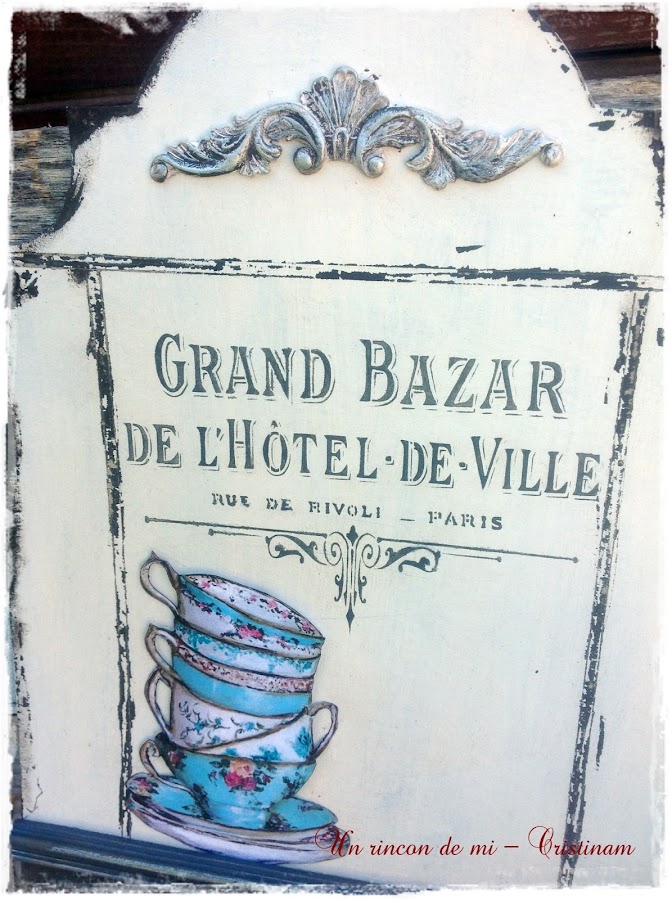 GRAND BAZAR
DE L'HÔTEL-DE-VILLE
RUE DE RIVOLI — PARIS
Un rincon de mi - Cristinam